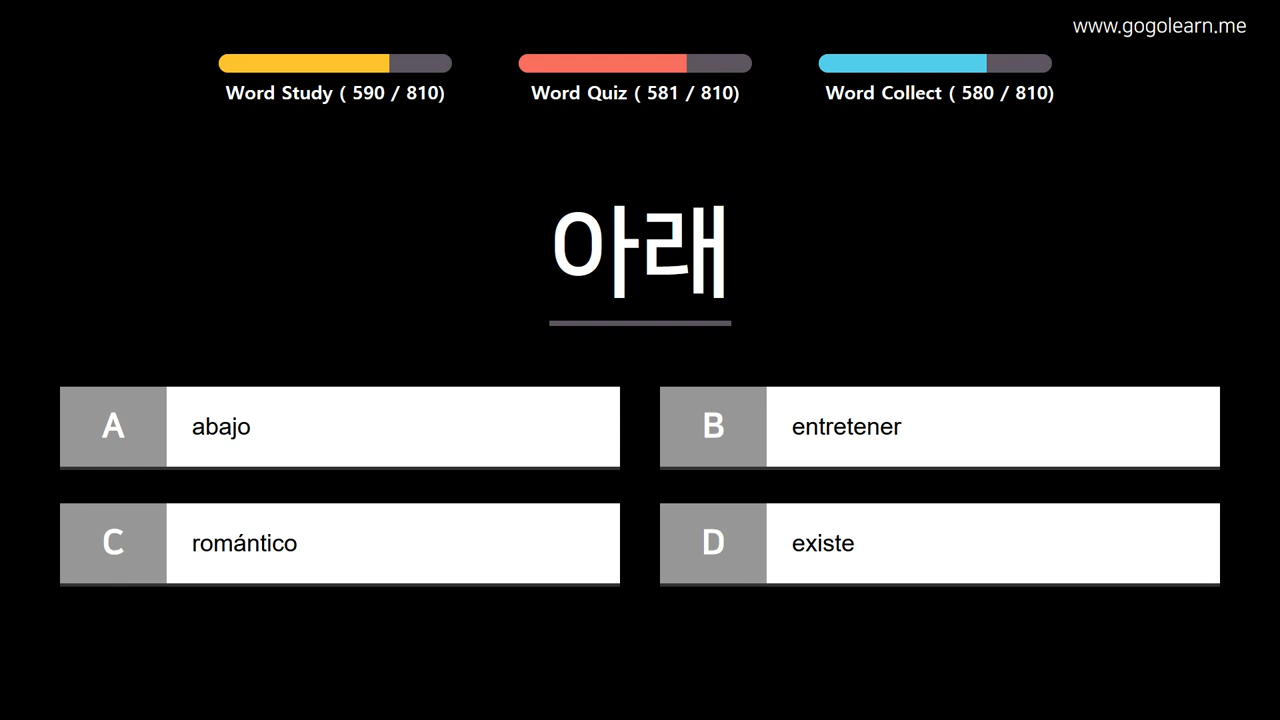 www.gogolearn.me
Word Study ( 590 / 810)
Word Quiz ( 581 / 810)
Word Collect ( 580 / 810)
아래
A abajo
B entretener
C romántico
D existe